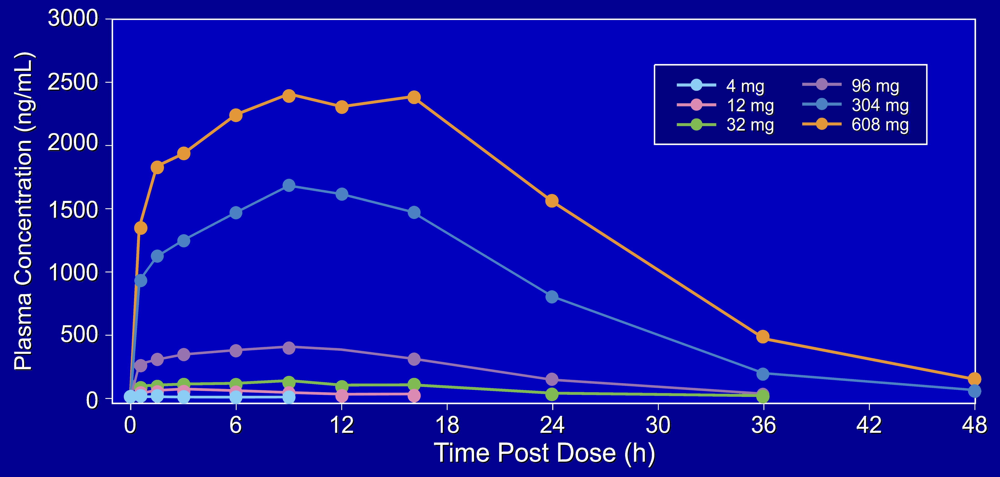 3000
2500
2000
1500
1000
500
0
Plasma Concentration (ng/mL)
4 mg
12 mg
32 mg
96 mg
304 mg
608 mg
0 6 12 18 24 30 36 42 48
Time Post Dose (h)